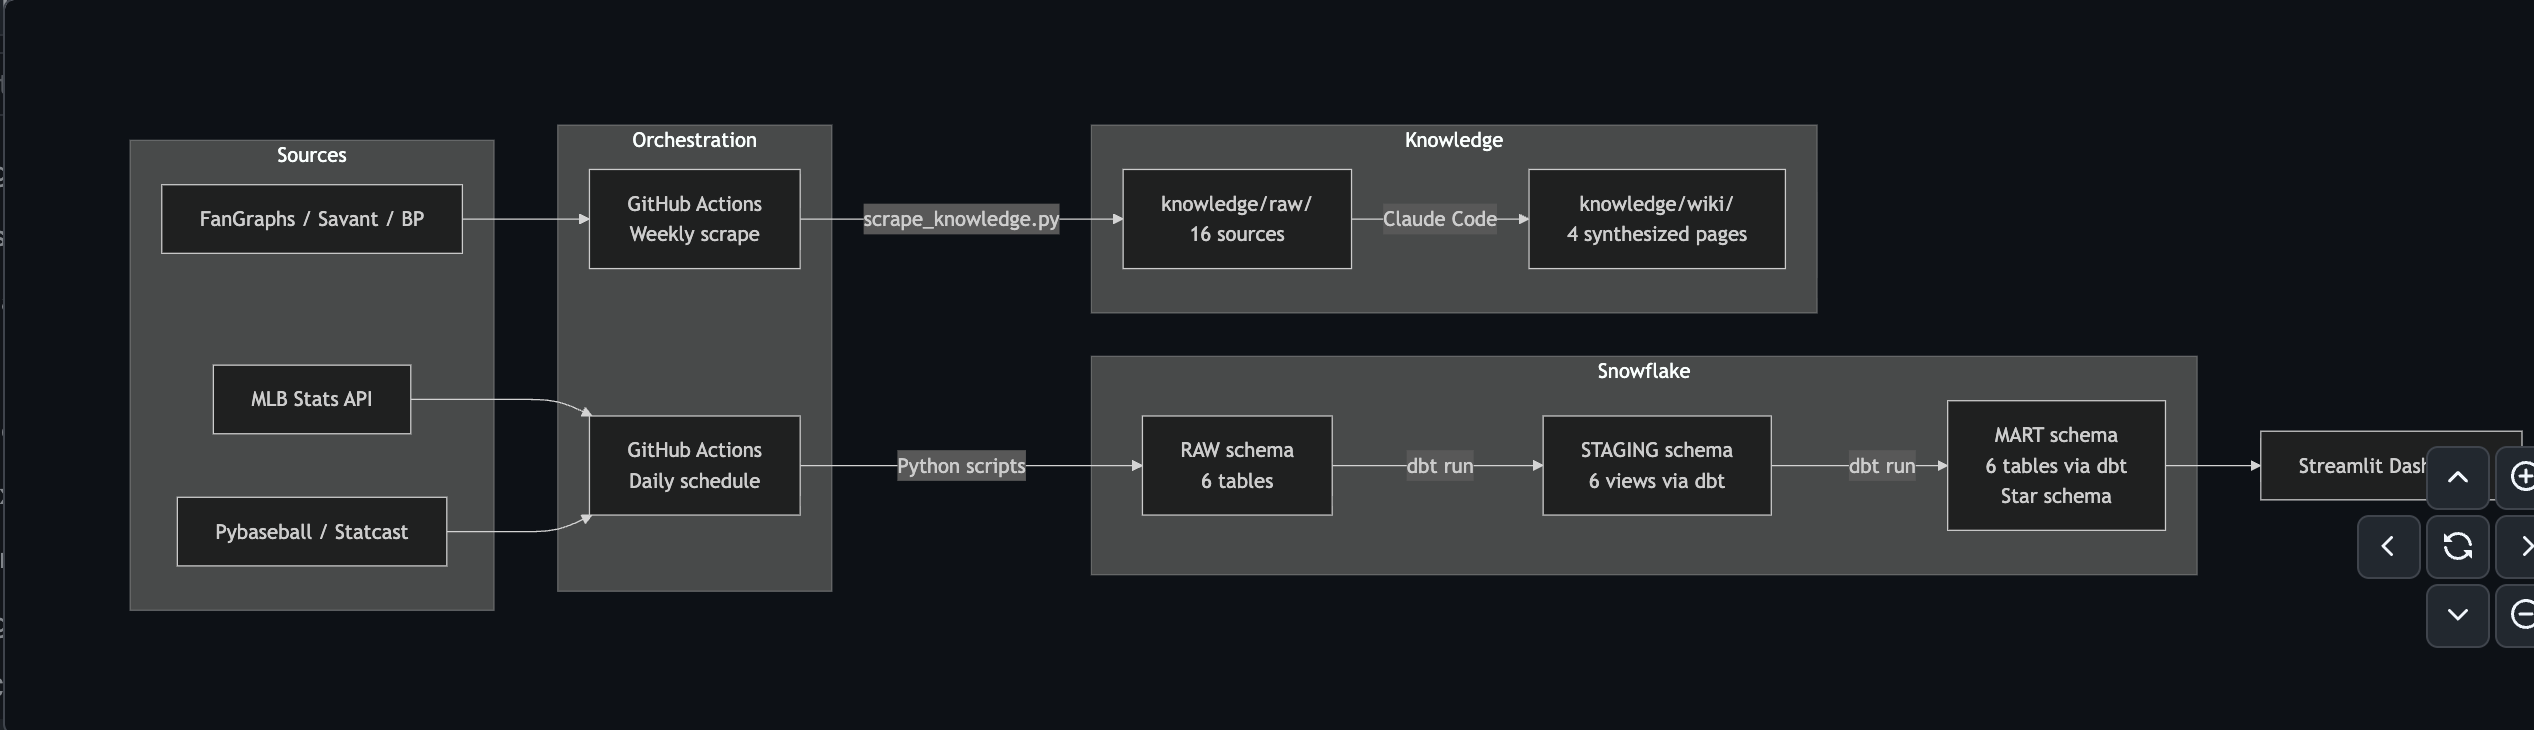 Sources
FanGraphs / Savant / BP
MLB Stats API
Pybaseball / Statcast
Orchestration
GitHub Actions
Weekly scrape
GitHub Actions
Daily schedule
scrape_knowledge.py
Python scripts
Knowledge
knowledge/raw/
16 sources
Claude Code
knowledge/wiki/
4 synthesized pages
Snowflake
RAW schema
6 tables
dbt run
STAGING schema
6 views via dbt
dbt run
MART schema
6 tables via dbt
Star schema
Streamlit